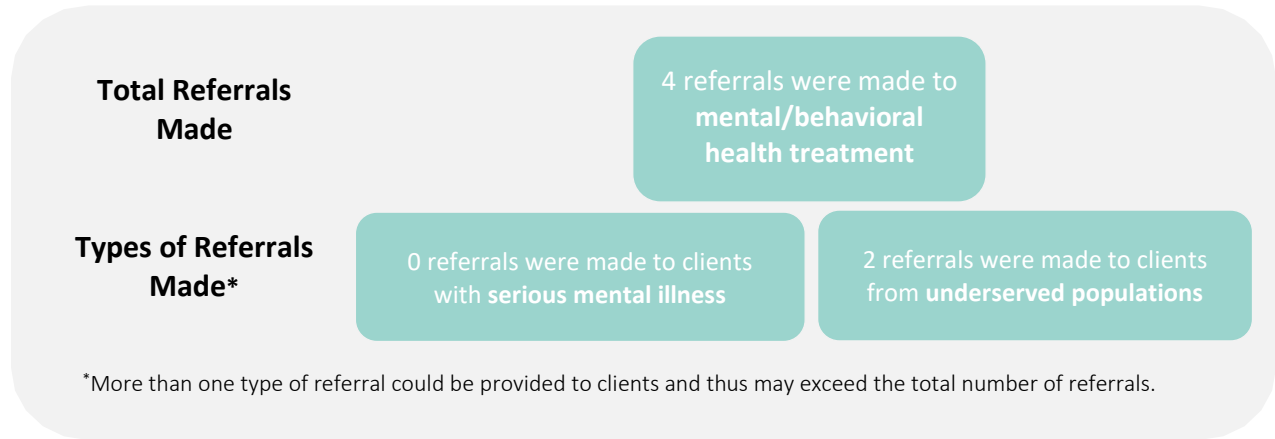 Total Referrals
Made
4 referrals were made to
mental/behavioral
health treatment
Types of Referrals
Made*
0 referrals were made to clients
with serious mental illness
2 referrals were made to clients
from underserved populations
*More than one type of referral could be provided to clients and thus may exceed the total number of referrals.